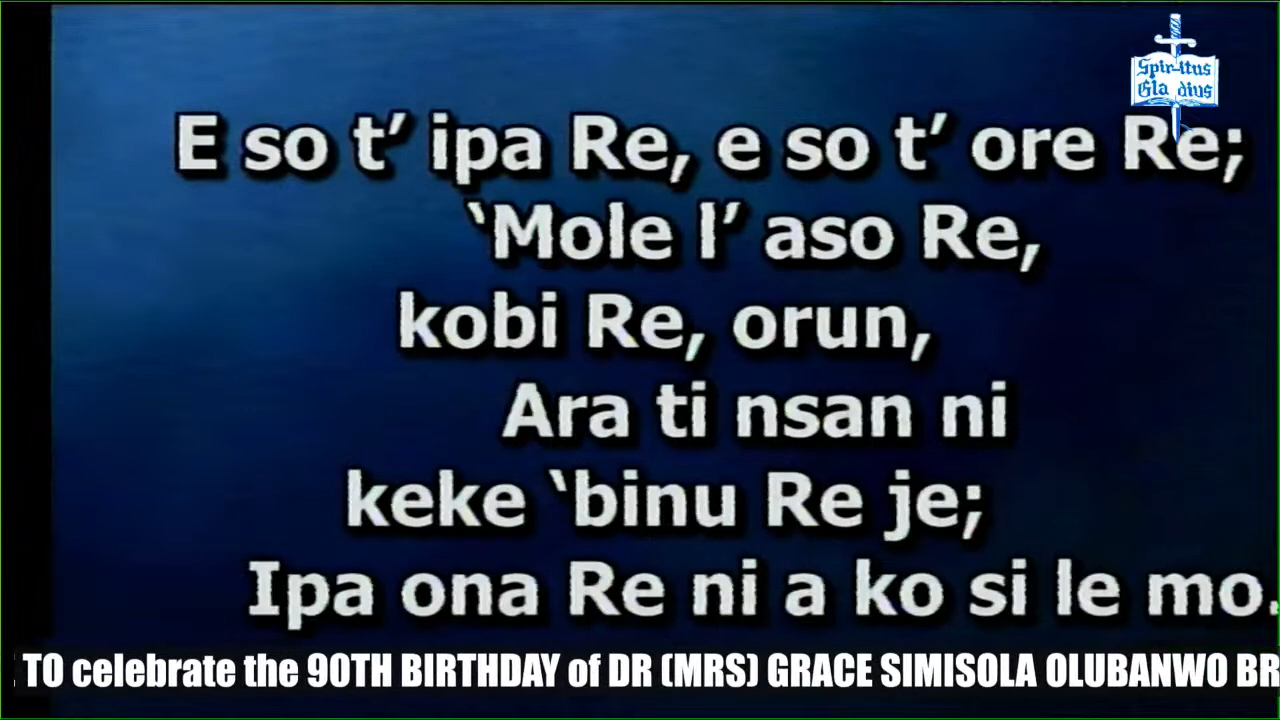 Spiritus
Gladius
E so t’ ipa Re, e so t’ ore Re;
‘Mole l’ aso Re,
kobi Re, orun,
Ara ti nsan ni
keke ‘binu Re je;
Ipa ona Re ni a ko si le mo.
TO celebrate the 90TH BIRTHDAY of DR (MRS) GRACE SIMISOLA OLUBANWO BR